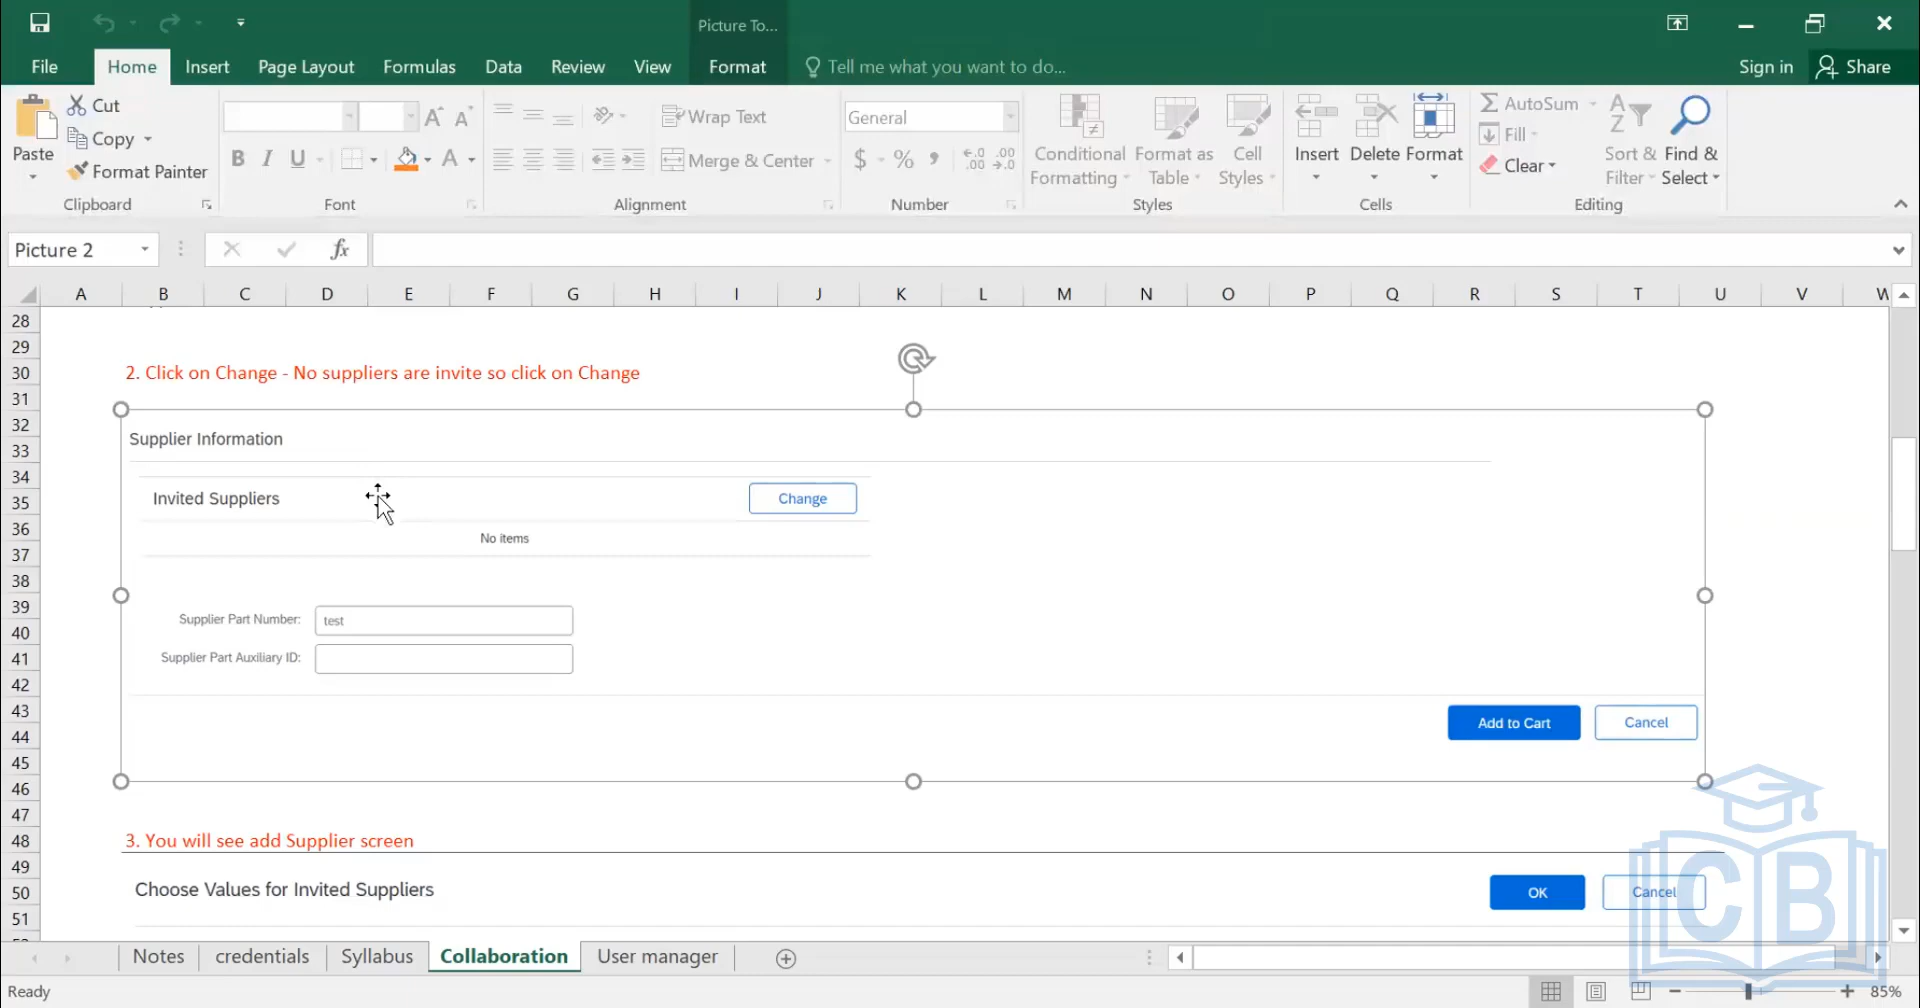 Picture To...
File Home Insert Page Layout Formulas Data Review View Format Tell me what you want to do... Sign in Share
Paste
Cut
Copy
Format Painter
Clipboard
B I U A
Font
Wrap Text
Merge & Center
Alignment
General
$ % ,
Number
Conditional Formatting
Format as Table
Cell Styles
Styles
Insert Delete Format
Cells
AutoSum
Fill
Clear
Sort & Filter
Find & Select
Editing
Picture 2 fx
A B C D E F G H I J K L M N O P Q R S T U V W
28
29
30 2. Click on Change - No suppliers are invite so click on Change
31
32
33 Supplier Information
34
35 Invited Suppliers Change
36
37 No items
38
39
40 Supplier Part Number: test
41 Supplier Part Auxiliary ID:
42
43
44 Add to Cart Cancel
45
46
47
48 3. You will see add Supplier screen
49
50 Choose Values for Invited Suppliers OK Cancel
51
CB
Notes credentials Syllabus Collaboration User manager
Ready 85%